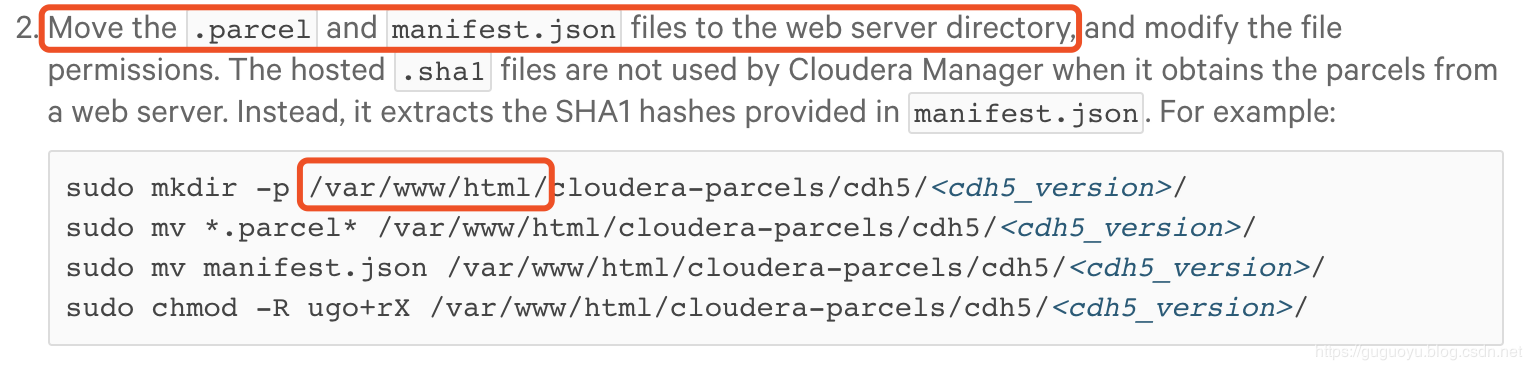 2. Move the .parcel and manifest.json files to the web server directory, and modify the file
permissions. The hosted .sha1 files are not used by Cloudera Manager when it obtains the parcels from
a web server. Instead, it extracts the SHA1 hashes provided in manifest.json. For example:
sudo mkdir -p /var/www/html/cloudera-parcels/cdh5/<cdh5_version>/
sudo mv *.parcel* /var/www/html/cloudera-parcels/cdh5/<cdh5_version>/
sudo mv manifest.json /var/www/html/cloudera-parcels/cdh5/<cdh5_version>/
sudo chmod -R ugo+rX /var/www/html/cloudera-parcels/cdh5/<cdh5_version>/
https://guguoyu.blog.csdn.net